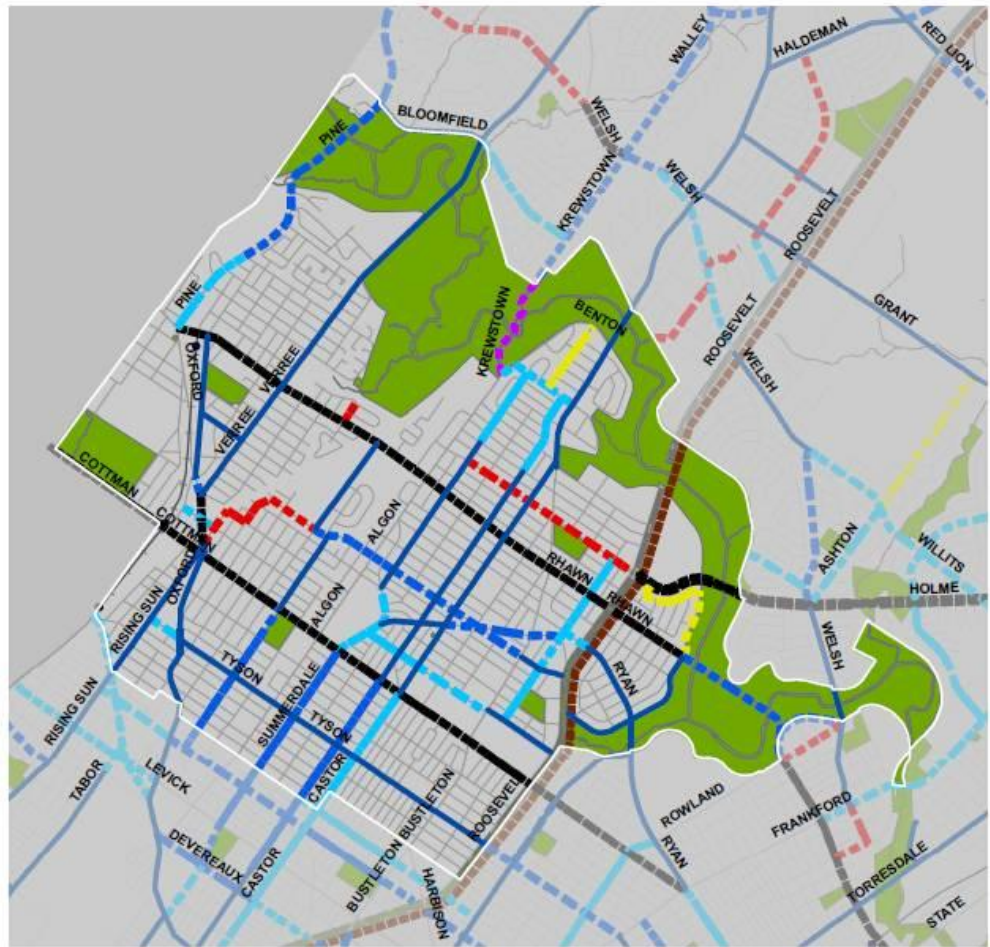 WALLEY
HALDEMAN
RED LION
BLOOMFIELD
PINE
WELSH
KREWSTOWN
WELSH
ROOSEVELT
PINE
KREWSTOWN
BENTON
ROOSEVELT
GRANT
OXFORD
VERREE
WELSH
VERREE
COTTMAN
COTTMAN
ALGON
RHAWN
ASHTON
WILLITS
OXFORD
RISING SUN
ALGON
RHAWN
HOLME
TYSON
SUMMERDALE
RYAN
WELSH
RISING SUN
TYSON
TABOR
LEVICK
CASTOR
BUSTLETON
ROOSEVEL
ROWLAND
FRANKFORD
DEVEREAUX
CASTOR
BUSTLETON
HARBISON
RYAN
TORRESDALE
STATE